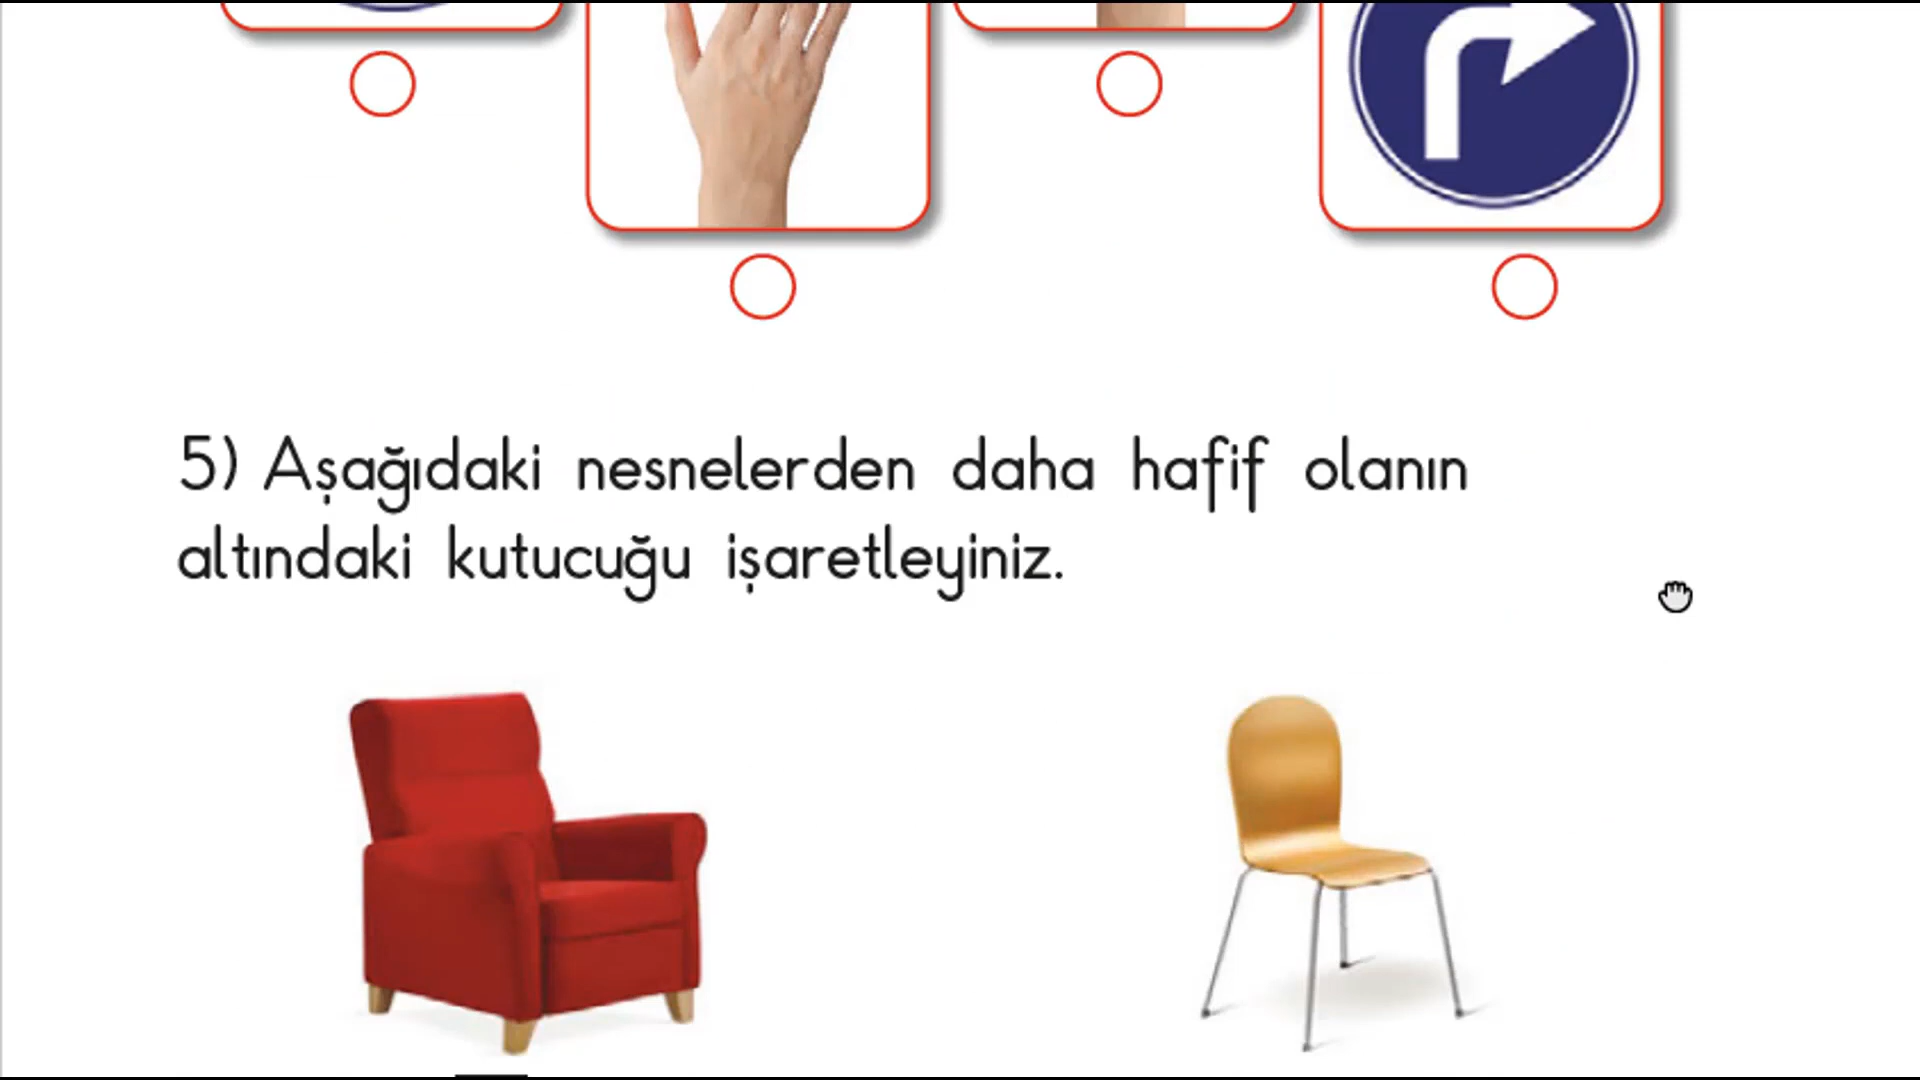 5) Aşağıdaki nesnelerden daha hafif olanın
altındaki kutucuğu işaretleyiniz.